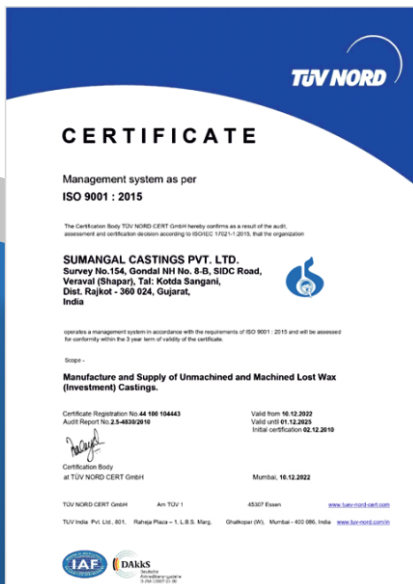 TÜV NORD
CERTIFICATE
Management system as per
ISO 9001 : 2015
The Certification Body TÜV NORD CERT GmbH hereby confirms as a result of the audit,
assessment and certification decision according to ISO/IEC 17021-1:2015, that the organization
SUMANGAL CASTINGS PVT. LTD.
Survey No.154, Gondal NH No. 8-B, SIDC Road,
Veraval (Shapar), Tal: Kotda Sangani,
Dist. Rajkot - 360 024, Gujarat,
India
operates a management system in accordance with the requirements of ISO 9001 : 2015 and will be assessed
for conformity within the 3 year term of validity of the certificate.
Scope -
Manufacture and Supply of Unmachined and Machined Lost Wax
(Investment) Castings.
Certificate Registration No.44 100 104443 Valid from 10.12.2022
Audit Report No.2.5-4830/2010 Valid until 01.12.2025
Initial certification 02.12.2010
Certification Body
at TÜV NORD CERT GmbH Mumbai, 10.12.2022
TÜV NORD CERT GmbH Am TÜV 1 45307 Essen www.tuev-nord-cert.com
TÜV India Pvt. Ltd., 801, Raheja Plaza – 1, L.B.S. Marg, Ghatkopar (W), Mumbai - 400 086, India www.tuv-nord.com/in
IAF
DAkkS
Deutsche
Akkreditierungsstelle